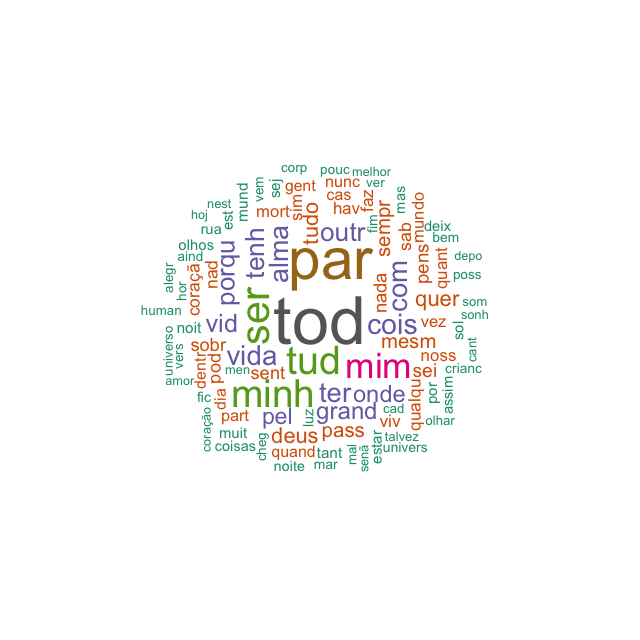 corp
pouc
melhor
vem
sej
gent
nunc
ver
nest
mund
cas
faz
mas
hoj
est
mort
sim
hav
fim
rua
tudo
outr
sempr
sab
mundo
deix
bem
olhos
aind
porqu
tenh
alma
par
pens
quant
depo
poss
alegr
hor
coraçã
nad
nada
com
quer
som
sonh
human
noit
vid
ser
tod
cois
vez
sol
cant
universo
vers
sobr
vida
tud
mim
mesm
noss
crianc
amor
dentr
pod
men
sent
sei
qualqu
por
assim
fic
dia
minh
ter
onde
grand
cad
olhar
coração
part
pel
luz
viv
muit
coisas
cheg
deus
pass
estar
talvez
univers
quand
tant
noite
mar
mal
senã